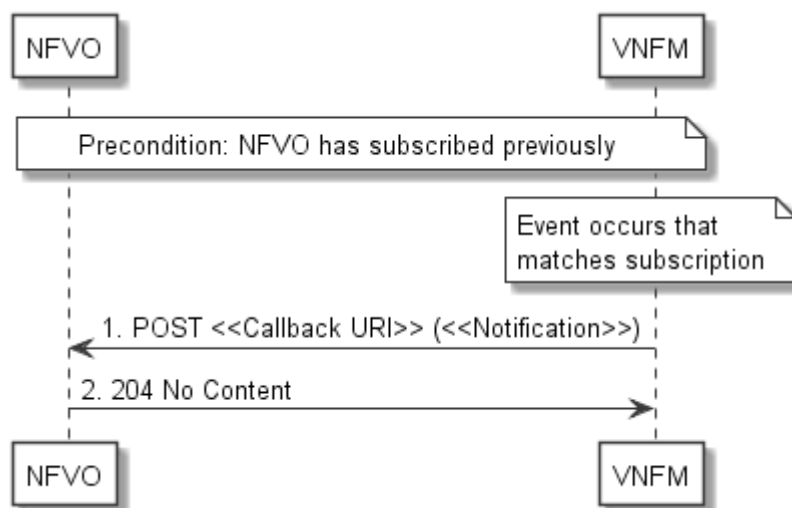 NFVO
VNFM
Precondition: NFVO has subscribed previously
Event occurs that
matches subscription
1. POST <<Callback URI>> (<<Notification>>)
2. 204 No Content
NFVO
VNFM